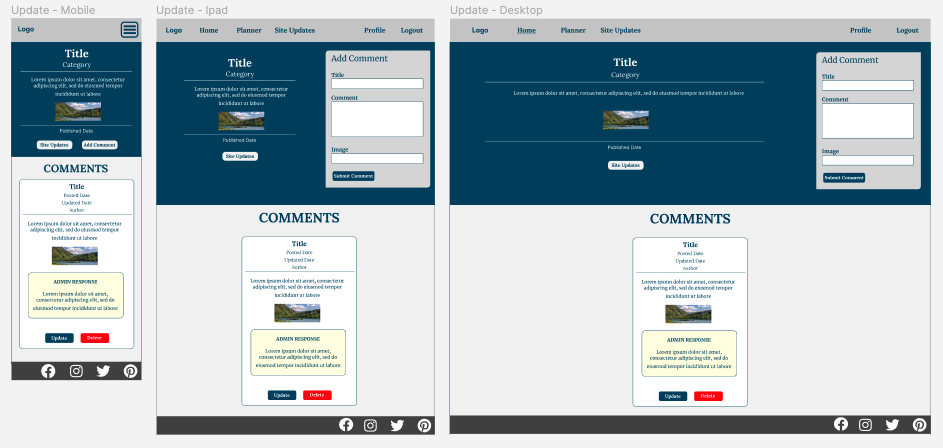 Update - Mobile
Logo
Title
Category
Lorem ipsum dolor sit amet, consectetur
adipiscing elit, sed do eiusmod tempor
incididunt ut labore
Published Date
Site Updates Add Comment
COMMENTS
Title
Posted Date
Updated Date
Author
Lorem ipsum dolor sit amet, consectetur
adipiscing elit, sed do eiusmod tempor
incididunt ut labore
ADMIN RESPONSE
Lorem ipsum dolor sit amet,
consectetur adipiscing elit, sed do
eiusmod tempor incididunt ut labore
Update Delete
Update - Ipad
Logo Home Planner Site Updates Profile Logout
Title
Category
Lorem ipsum dolor sit amet, consectetur
adipiscing elit, sed do eiusmod tempor
incididunt ut labore
Published Date
Site Updates
Add Comment
Title
Comment
Image
Submit Comment
COMMENTS
Title
Posted Date
Updated Date
Author
Lorem ipsum dolor sit amet, consectetur
adipiscing elit, sed do eiusmod tempor
incididunt ut labore
ADMIN RESPONSE
Lorem ipsum dolor sit amet,
consectetur adipiscing elit, sed do
eiusmod tempor incididunt ut labore
Update Delete
Update - Desktop
Logo Home Planner Site Updates Profile Logout
Title
Category
Lorem ipsum dolor sit amet, consectetur adipiscing elit, sed do eiusmod tempor incididunt ut labore
Published Date
Site Updates
Add Comment
Title
Comment
Image
Submit Comment
COMMENTS
Title
Posted Date
Updated Date
Author
Lorem ipsum dolor sit amet, consectetur
adipiscing elit, sed do eiusmod tempor
incididunt ut labore
ADMIN RESPONSE
Lorem ipsum dolor sit amet,
consectetur adipiscing elit, sed do
eiusmod tempor incididunt ut labore
Update Delete